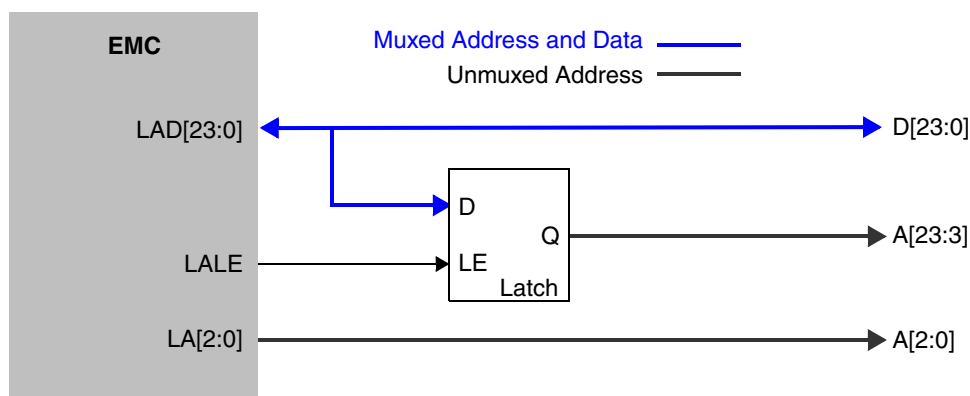 EMC
Muxed Address and Data
Unmuxed Address
LAD[23:0]
D[23:0]
D
Q
A[23:3]
LALE
LE
Latch
LA[2:0]
A[2:0]